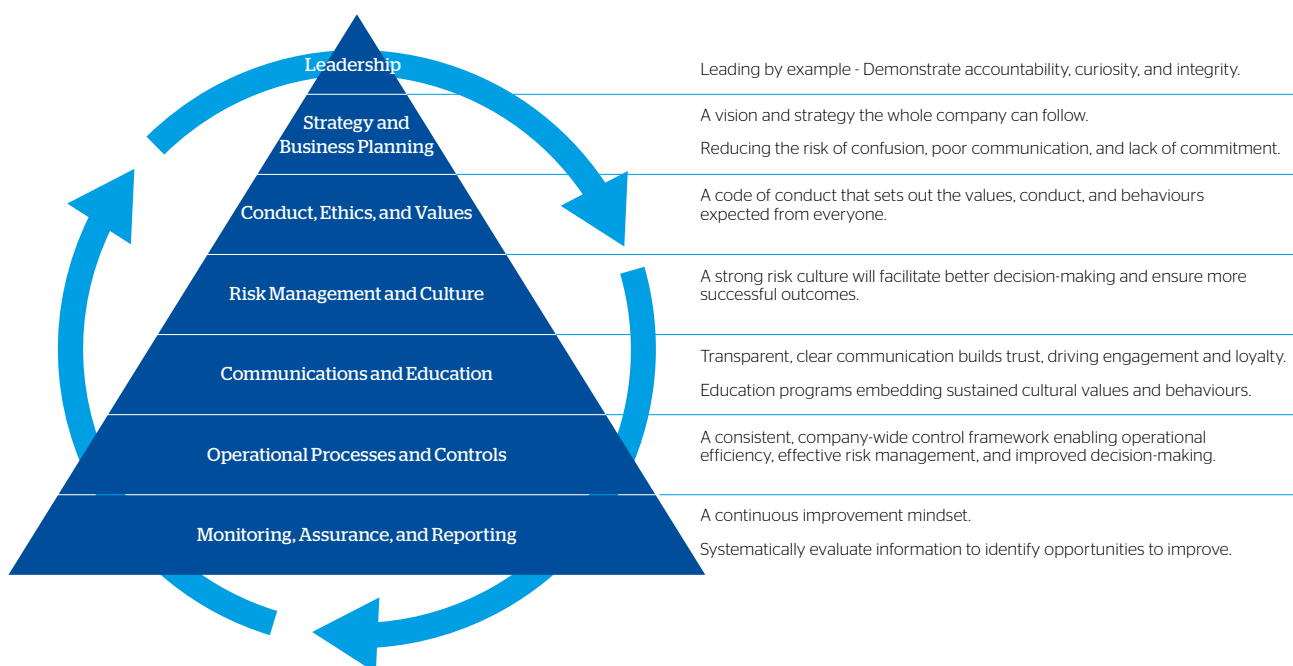 Leadership
Leading by example - Demonstrate accountability, curiosity, and integrity.
Strategy and
Business Planning
A vision and strategy the whole company can follow.
Reducing the risk of confusion, poor communication, and lack of commitment.
Conduct, Ethics, and Values
A code of conduct that sets out the values, conduct, and behaviours
expected from everyone.
Risk Management and Culture
A strong risk culture will facilitate better decision-making and ensure more
successful outcomes.
Communications and Education
Transparent, clear communication builds trust, driving engagement and loyalty.
Education programs embedding sustained cultural values and behaviours.
Operational Processes and Controls
A consistent, company-wide control framework enabling operational
efficiency, effective risk management, and improved decision-making.
Monitoring, Assurance, and Reporting
A continuous improvement mindset.
Systematically evaluate information to identify opportunities to improve.